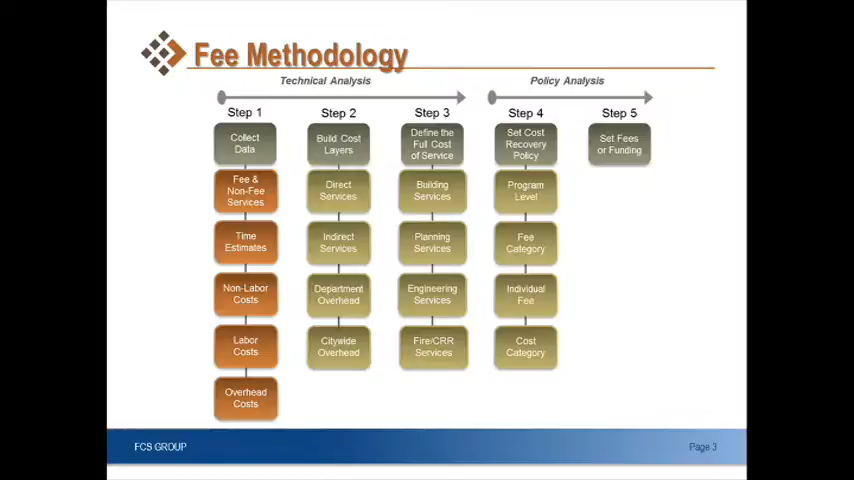 Fee Methodology
Technical Analysis
Policy Analysis
Step 1
Step 2
Step 3
Step 4
Step 5
Collect
Data
Build Cost
Layers
Define the
Full Cost
of Service
Set Cost
Recovery
Policy
Set Fees
or Funding
Fee &
Non-Fee
Services
Direct
Services
Building
Services
Program
Level
Time
Estimates
Indirect
Services
Planning
Services
Fee
Category
Non-Labor
Costs
Department
Overhead
Engineering
Services
Individual
Fee
Labor
Costs
Citywide
Overhead
Fire/CRR
Services
Cost
Category
Overhead
Costs
FCS GROUP
Page 3